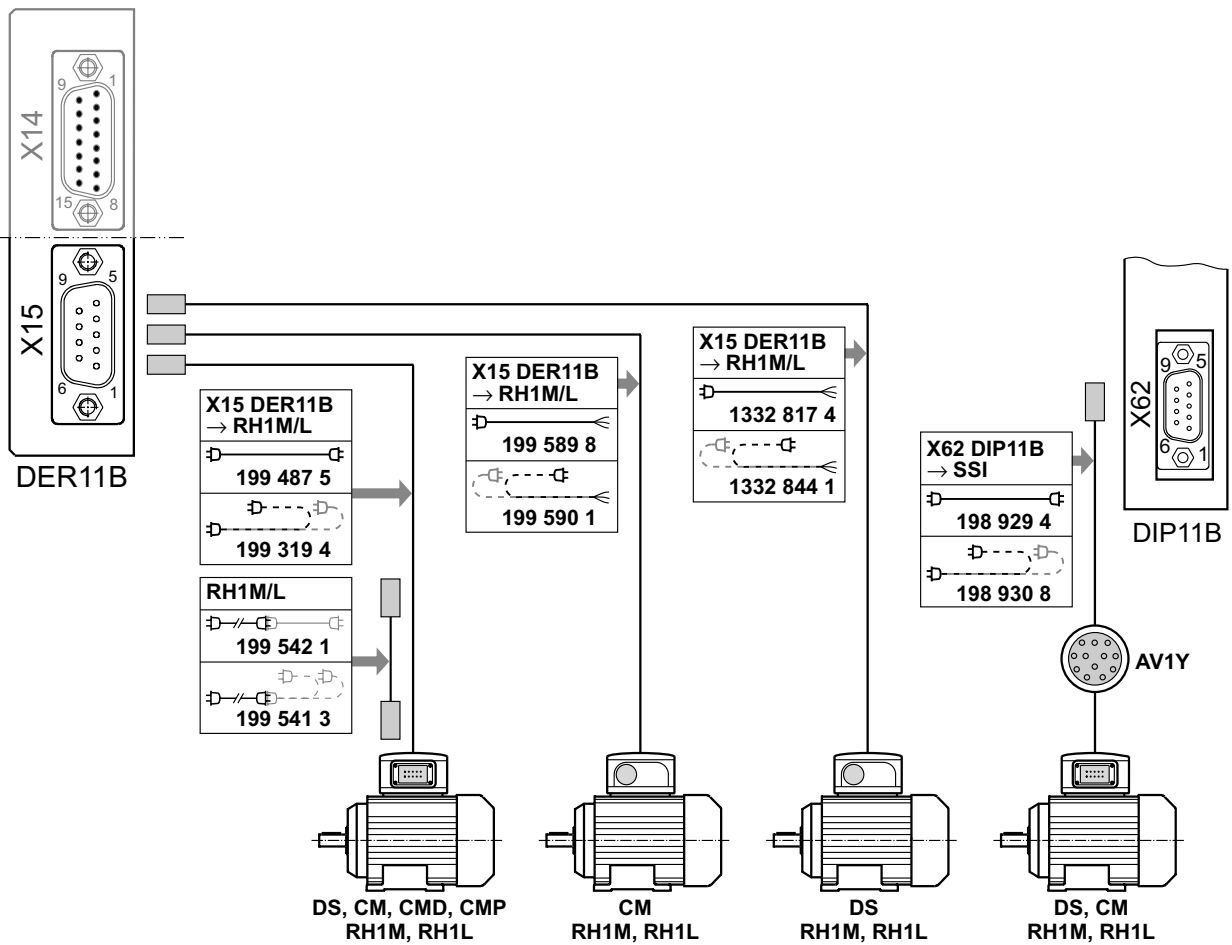 X14
9
1
15
8
X15
9
5
6
1
DER11B
X15 DER11B
→ RH1M/L
199 487 5
199 319 4
RH1M/L
199 542 1
199 541 3
X15 DER11B
→ RH1M/L
199 589 8
199 590 1
X15 DER11B
→ RH1M/L
1332 817 4
1332 844 1
X62 DIP11B
→ SSI
198 929 4
198 930 8
X62
9
5
6
1
DIP11B
AV1Y
DS, CM, CMD, CMP
RH1M, RH1L
CM
RH1M, RH1L
DS
RH1M, RH1L
DS, CM
RH1M, RH1L